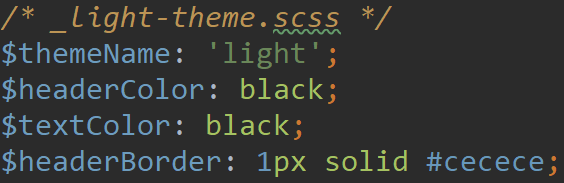 /* _light-theme.scss */
$themeName: 'light';
$headerColor: black;
$textColor: black;
$headerBorder: 1px solid #cecece;